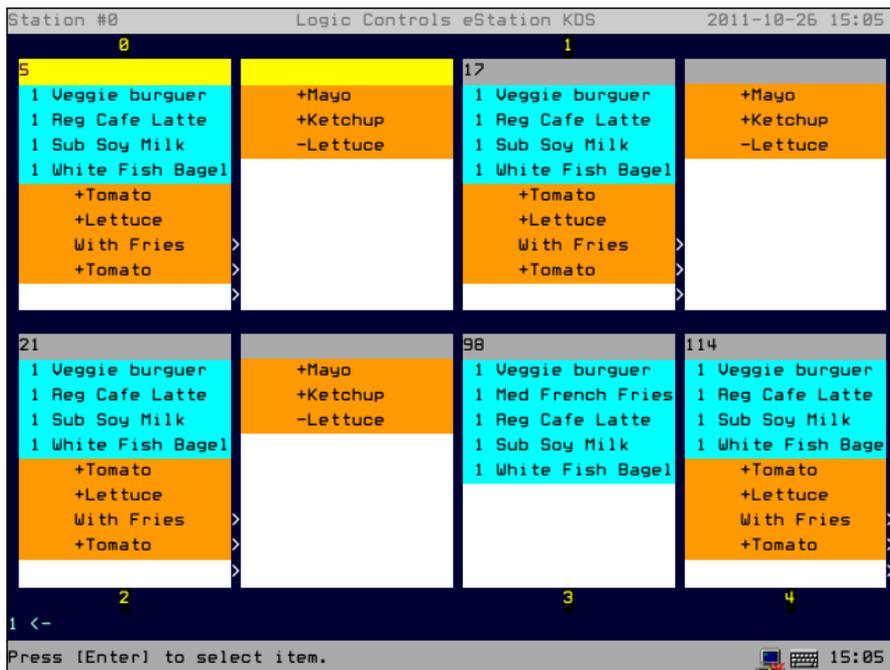 Station #0 Logic Controls eStation KDS 2011-10-26 15:05
0 1
5
1 Veggie burguer
1 Reg Cafe Latte
1 Sub Soy Milk
1 White Fish Bagel
+Tomato
+Lettuce
With Fries >
+Tomato >
>
+Mayo
+Ketchup
-Lettuce
17
1 Veggie burguer
1 Reg Cafe Latte
1 Sub Soy Milk
1 White Fish Bagel
+Tomato
+Lettuce
With Fries >
+Tomato >
>
+Mayo
+Ketchup
-Lettuce
21
1 Veggie burguer
1 Reg Cafe Latte
1 Sub Soy Milk
1 White Fish Bagel
+Tomato
+Lettuce
With Fries >
+Tomato >
>
+Mayo
+Ketchup
-Lettuce
98
1 Veggie burguer
1 Med French Fries
1 Reg Cafe Latte
1 Sub Soy Milk
1 White Fish Bagel
114
1 Veggie burguer
1 Reg Cafe Latte
1 Sub Soy Milk
1 White Fish Bage
+Tomato
+Lettuce
With Fries >
+Tomato >
>
2 3 4
1 <-
Press [Enter] to select item. 15:05